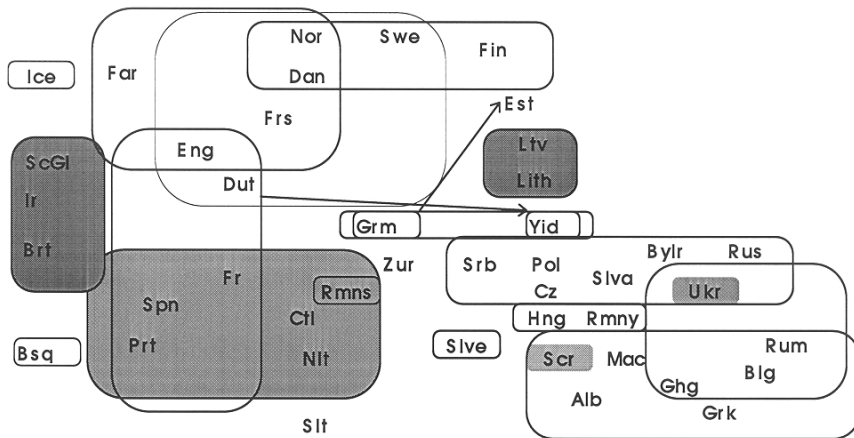 Nor Swe Fin
Ice Far Dan
Frs Est
Eng Ltv
ScGl Dut Lith
Ir
Grm Yid
Brt Zur Srb Pol Slva Bylr Rus
Fr Rmns Cz Ukr
Spn Ctl Hng Rmny
Bsq Prt Nlt Slve Scr Mac Rum
Ghg Blg
Alb Grk
Slt